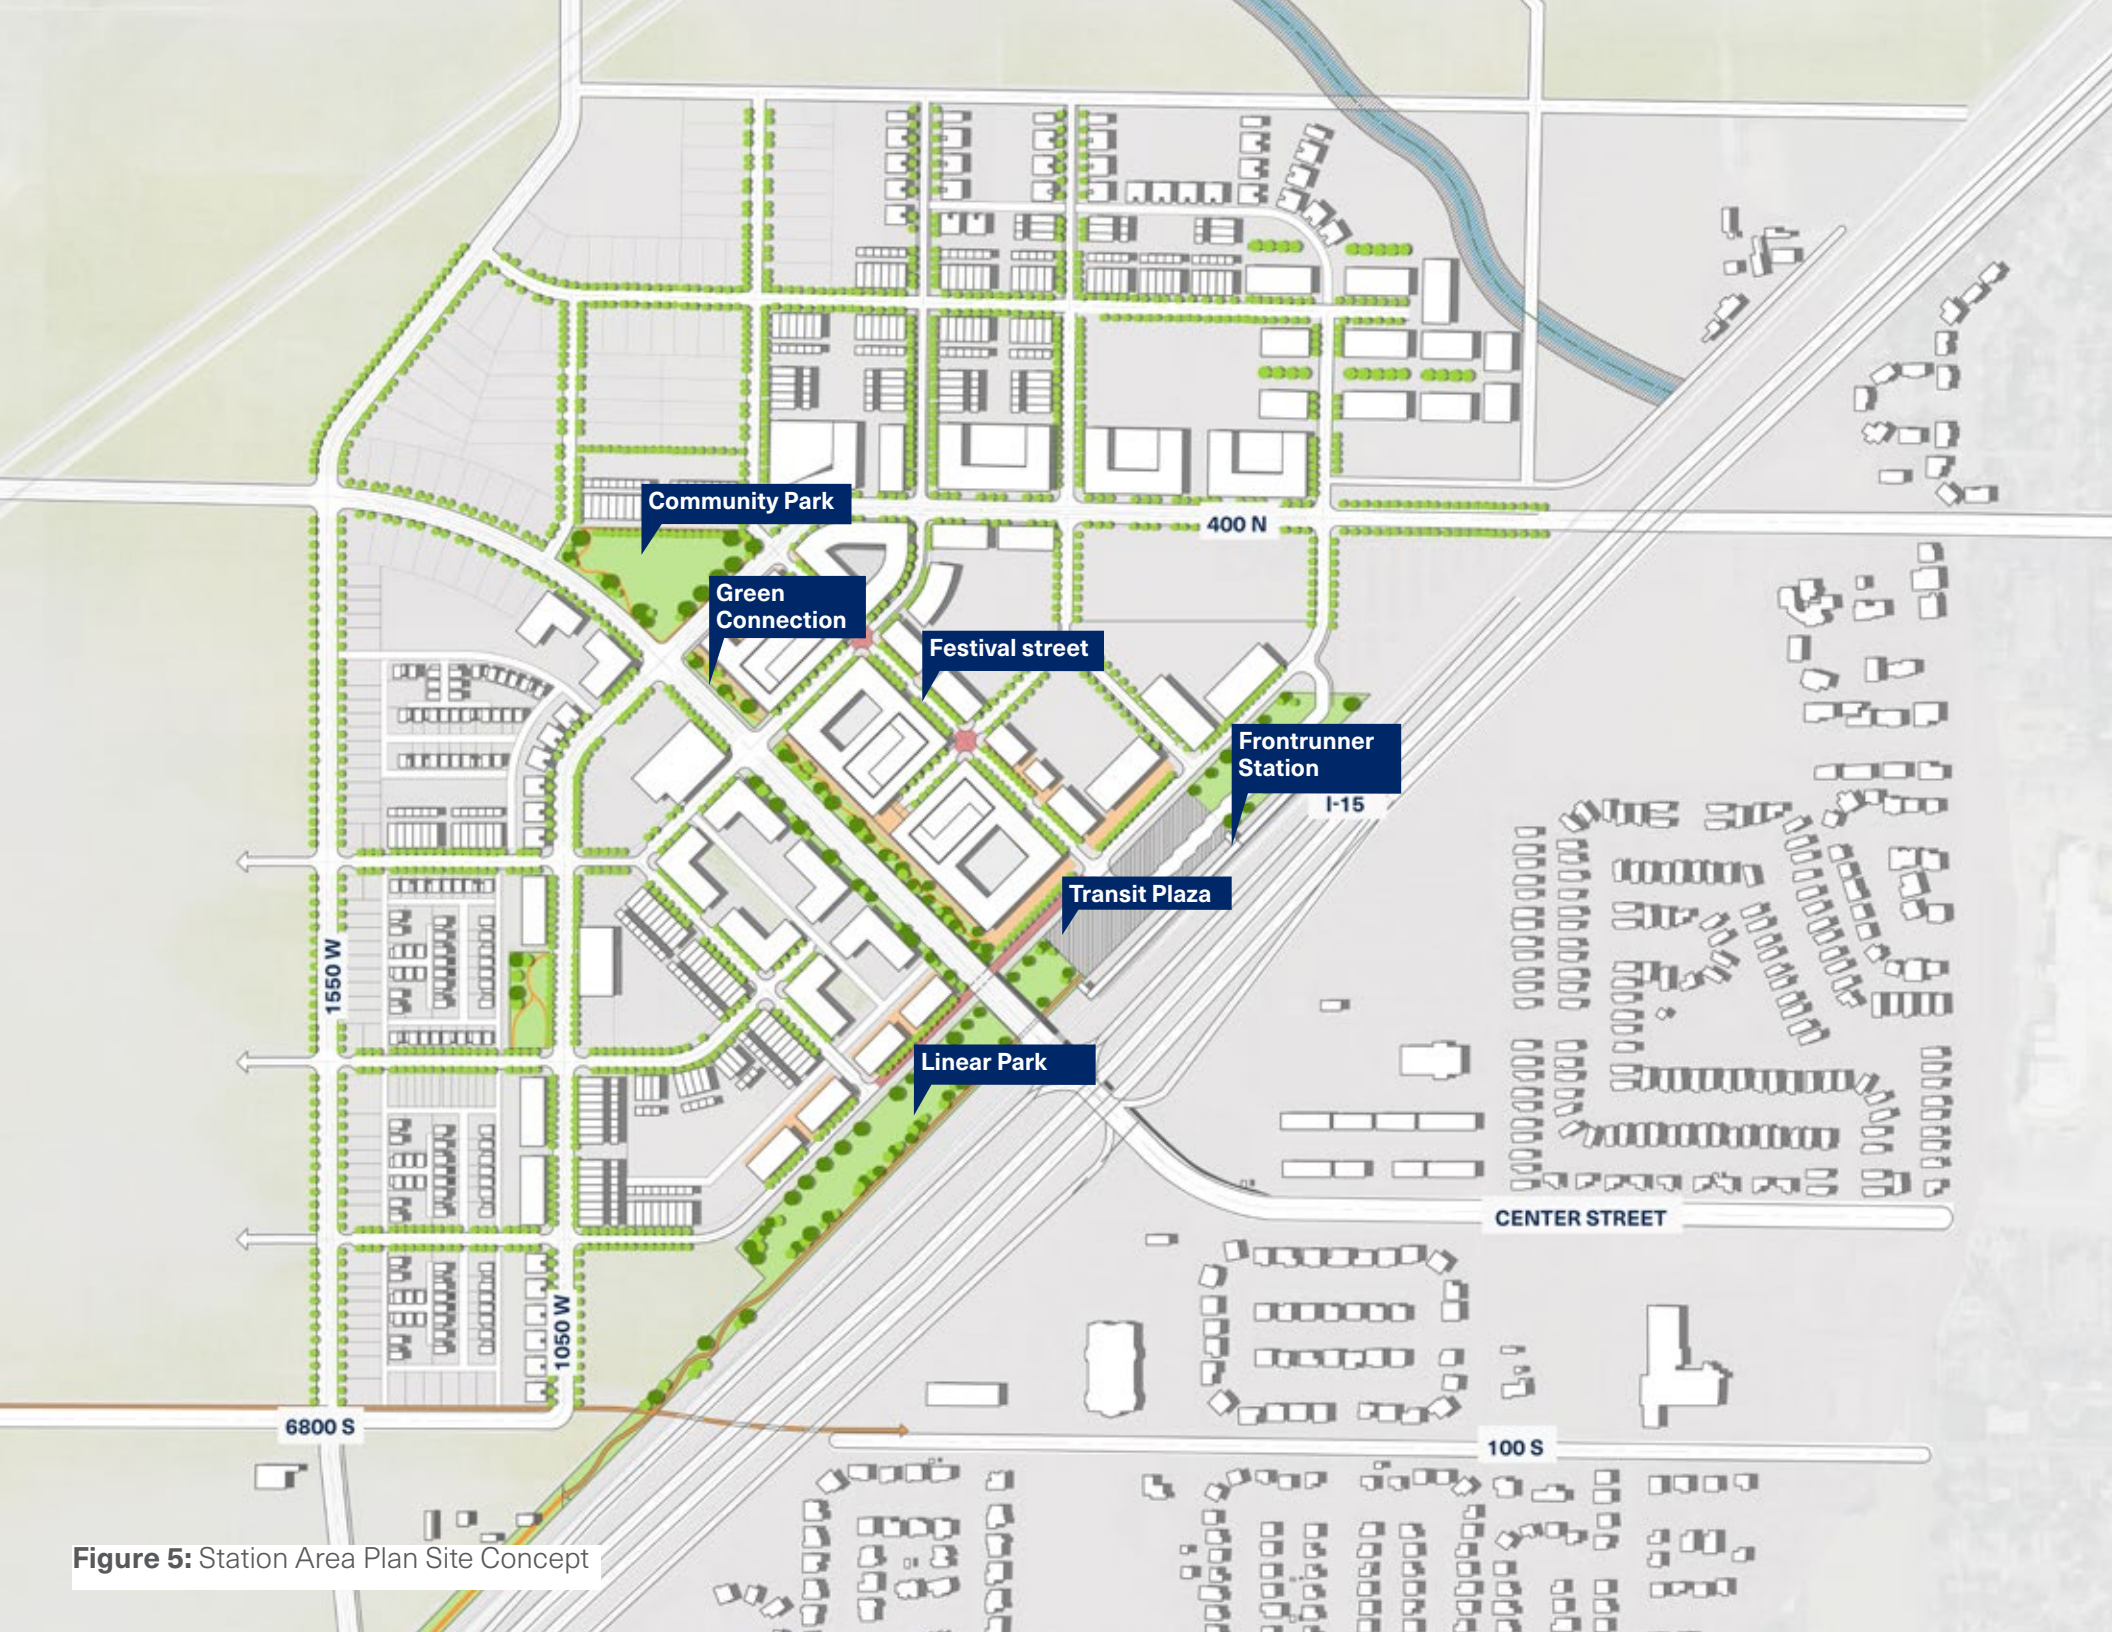 Community Park
400 N
Green
Connection
Festival street
Frontrunner
Station
I-15
Transit Plaza
1550 W
Linear Park
CENTER STREET
1050 W
6800 S
100 S
Figure 5: Station Area Plan Site Concept